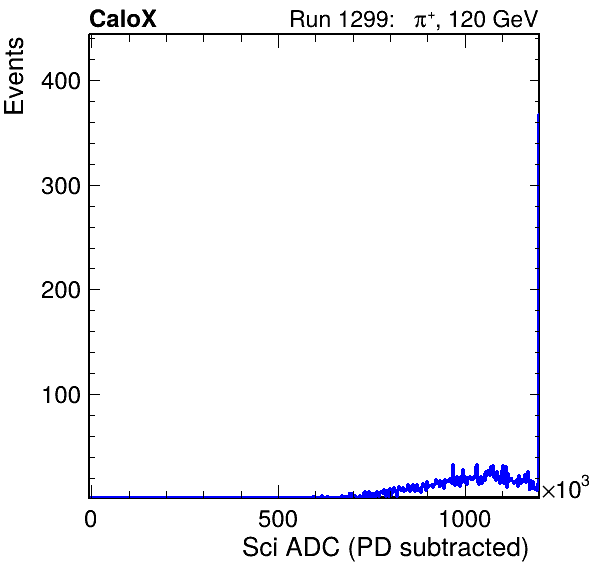 CaloX Run 1299: π⁺, 120 GeV
Events
400
300
200
100
0 500 1000 ×10³
Sci ADC (PD subtracted)